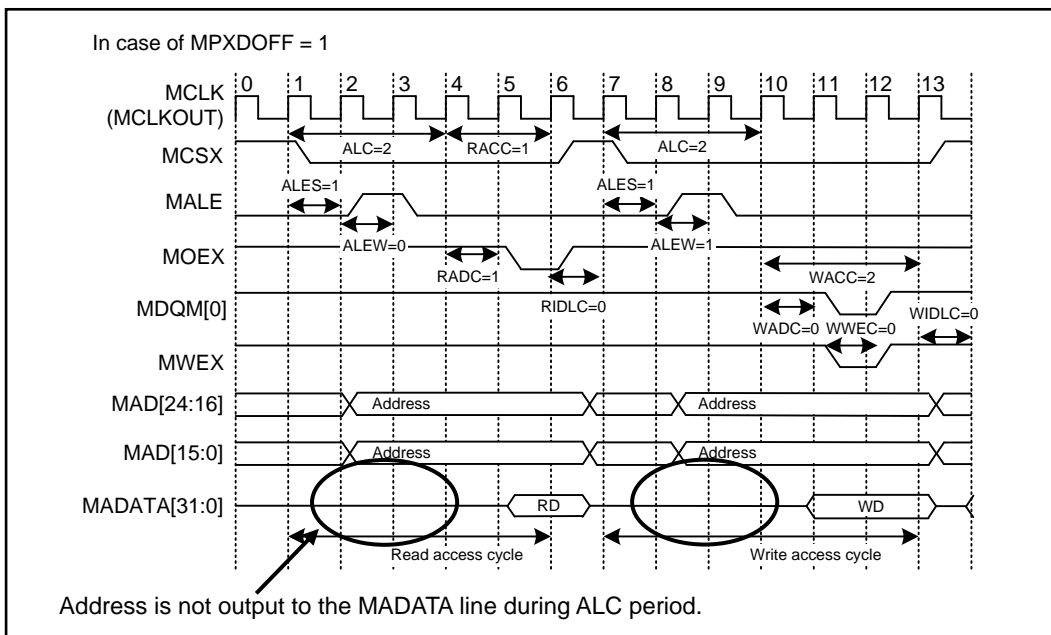 In case of MPXDOFF = 1
0 1 2 3 4 5 6 7 8 9 10 11 12 13
MCLK
(MCLKOUT)
ALC=2 RACC=1 ALC=2
MCSX
ALES=1 ALES=1
MALE
ALEW=0 ALEW=1
MOEX
RADC=1 WACC=2
RIDLC=0
MDQM[0]
WADC=0 WWEC=0 WIDLC=0
MWEX
MAD[24:16] Address Address
MAD[15:0] Address Address
MADATA[31:0] RD WD
Read access cycle Write access cycle
Address is not output to the MADATA line during ALC period.